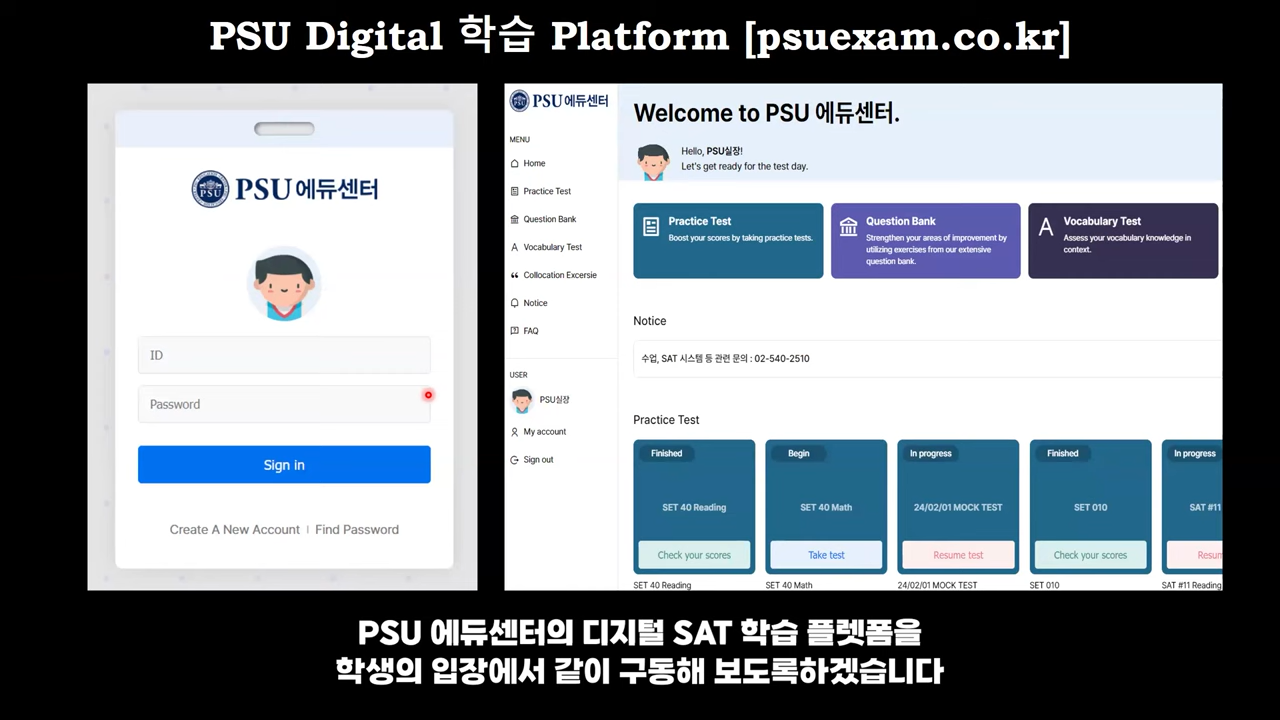 PSU Digital 학습 Platform [psuexam.co.kr]
PSU
PSU 에듀센터
ID
Password
Sign in
Create A New Account | Find Password
PSU 에듀센터
MENU
Home
Practice Test
Question Bank
Vocabulary Test
Collocation Excersie
Notice
FAQ
USER
PSU실장
My account
Sign out
Welcome to PSU 에듀센터.
Hello, PSU실장!
Let's get ready for the test day.
Practice Test
Boost your scores by taking practice tests.
Question Bank
Strengthen your areas of improvement by
utilizing exercises from our extensive
question bank.
Vocabulary Test
Assess your vocabulary knowledge in
context.
Notice
수업, SAT 시스템 등 관련 문의 : 02-540-2510
Practice Test
Finished
SET 40 Reading
Check your scores
SET 40 Reading
Begin
SET 40 Math
Take test
SET 40 Math
In progress
24/02/01 MOCK TEST
Resume test
24/02/01 MOCK TEST
Finished
SET 010
Check your scores
SET 010
In progress
SAT #11
Resum
SAT #11 Reading
PSU 에듀센터의 디지털 SAT 학습 플렛폼을
학생의 입장에서 같이 구동해 보도록하겠습니다